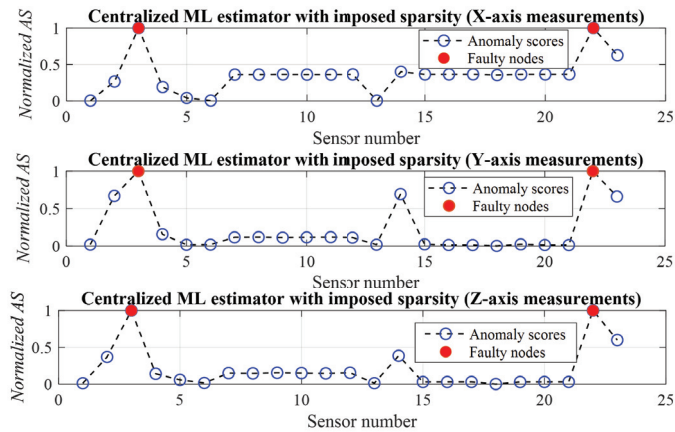 Centralized ML estimator with imposed sparsity (X-axis measurements)
Normalized AS
1
0.5
0
Anomaly scores
Faulty nodes
0 5 10 15 20 25
Sensor number
Centralized ML estimator with imposed sparsity (Y-axis measurements)
Normalized AS
1
0.5
0
Anomaly scores
Faulty nodes
0 5 10 15 20 25
Sensor number
Centralized ML estimator with imposed sparsity (Z-axis measurements)
Normalized AS
1
0.5
0
Anomaly scores
Faulty nodes
0 5 10 15 20 25
Sensor number